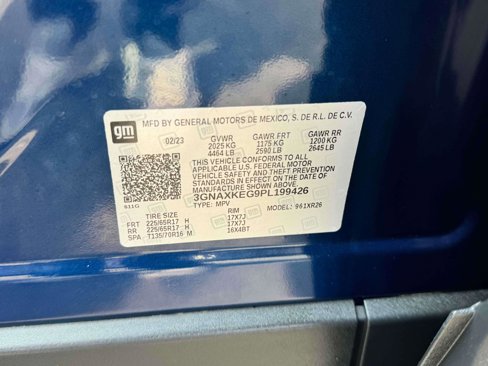 gm
MFD BY GENERAL MOTORS DE MEXICO, S. DE R.L. DE C.V.
02/23 GVWR GAWR FRT GAWR RR
2025 KG 1175 KG 1200 KG
4464 LB 2590 LB 2645 LB
THIS VEHICLE CONFORMS TO ALL
APPLICABLE U.S. FEDERAL MOTOR
VEHICLE SAFETY, BUMPER, AND THEFT
PREVENTION STANDARDS IN EFFECT ON
THE DATE OF MANUFACTURE SHOWN ABOVE.
3GNAXKEG9PL199426
TYPE: MPV MODEL: 961XR26
TIRE SIZE RIM
FRT 225/65R17 H 17X7J
RR 225/65R17 H 17X7J
SPA T135/70R16 M 16X4BT